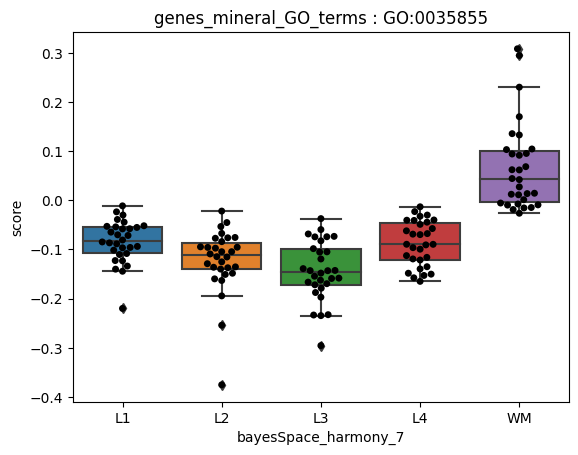 genes_mineral_GO_terms : GO:0035855
score
0.3
0.2
0.1
0.0
−0.1
−0.2
−0.3
−0.4
L1 L2 L3 L4 WM
bayesSpace_harmony_7